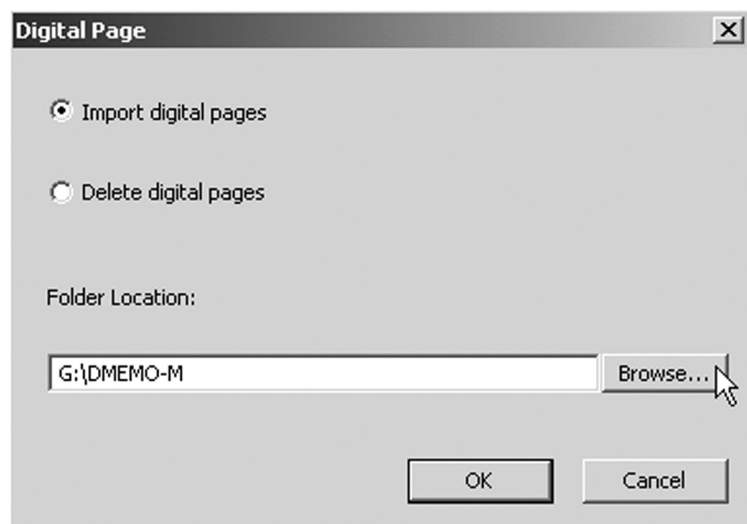 Digital Page
Import digital pages
Delete digital pages
Folder Location:
G:\DMEMO-M
Browse...
OK
Cancel